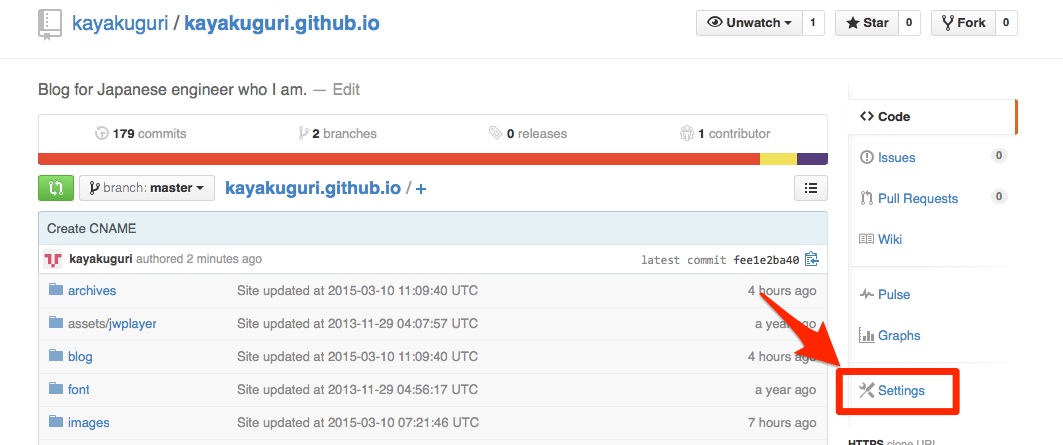 kayakuguri / kayakuguri.github.io
Unwatch 1
Star 0
Fork 0
Blog for Japanese engineer who I am. — Edit
179 commits
2 branches
0 releases
1 contributor
branch: master
kayakuguri.github.io / +
Create CNAME
kayakuguri authored 2 minutes ago
latest commit fee1e2ba40
archives Site updated at 2015-03-10 11:09:40 UTC 4 hours ago
assets/jwplayer Site updated at 2013-11-29 04:07:57 UTC a year ago
blog Site updated at 2015-03-10 11:09:40 UTC 4 hours ago
font Site updated at 2013-11-29 04:56:17 UTC a year ago
images Site updated at 2015-03-10 07:21:46 UTC 7 hours ago
Code
Issues 0
Pull Requests 0
Wiki
Pulse
Graphs
Settings
HTTPS clone URL